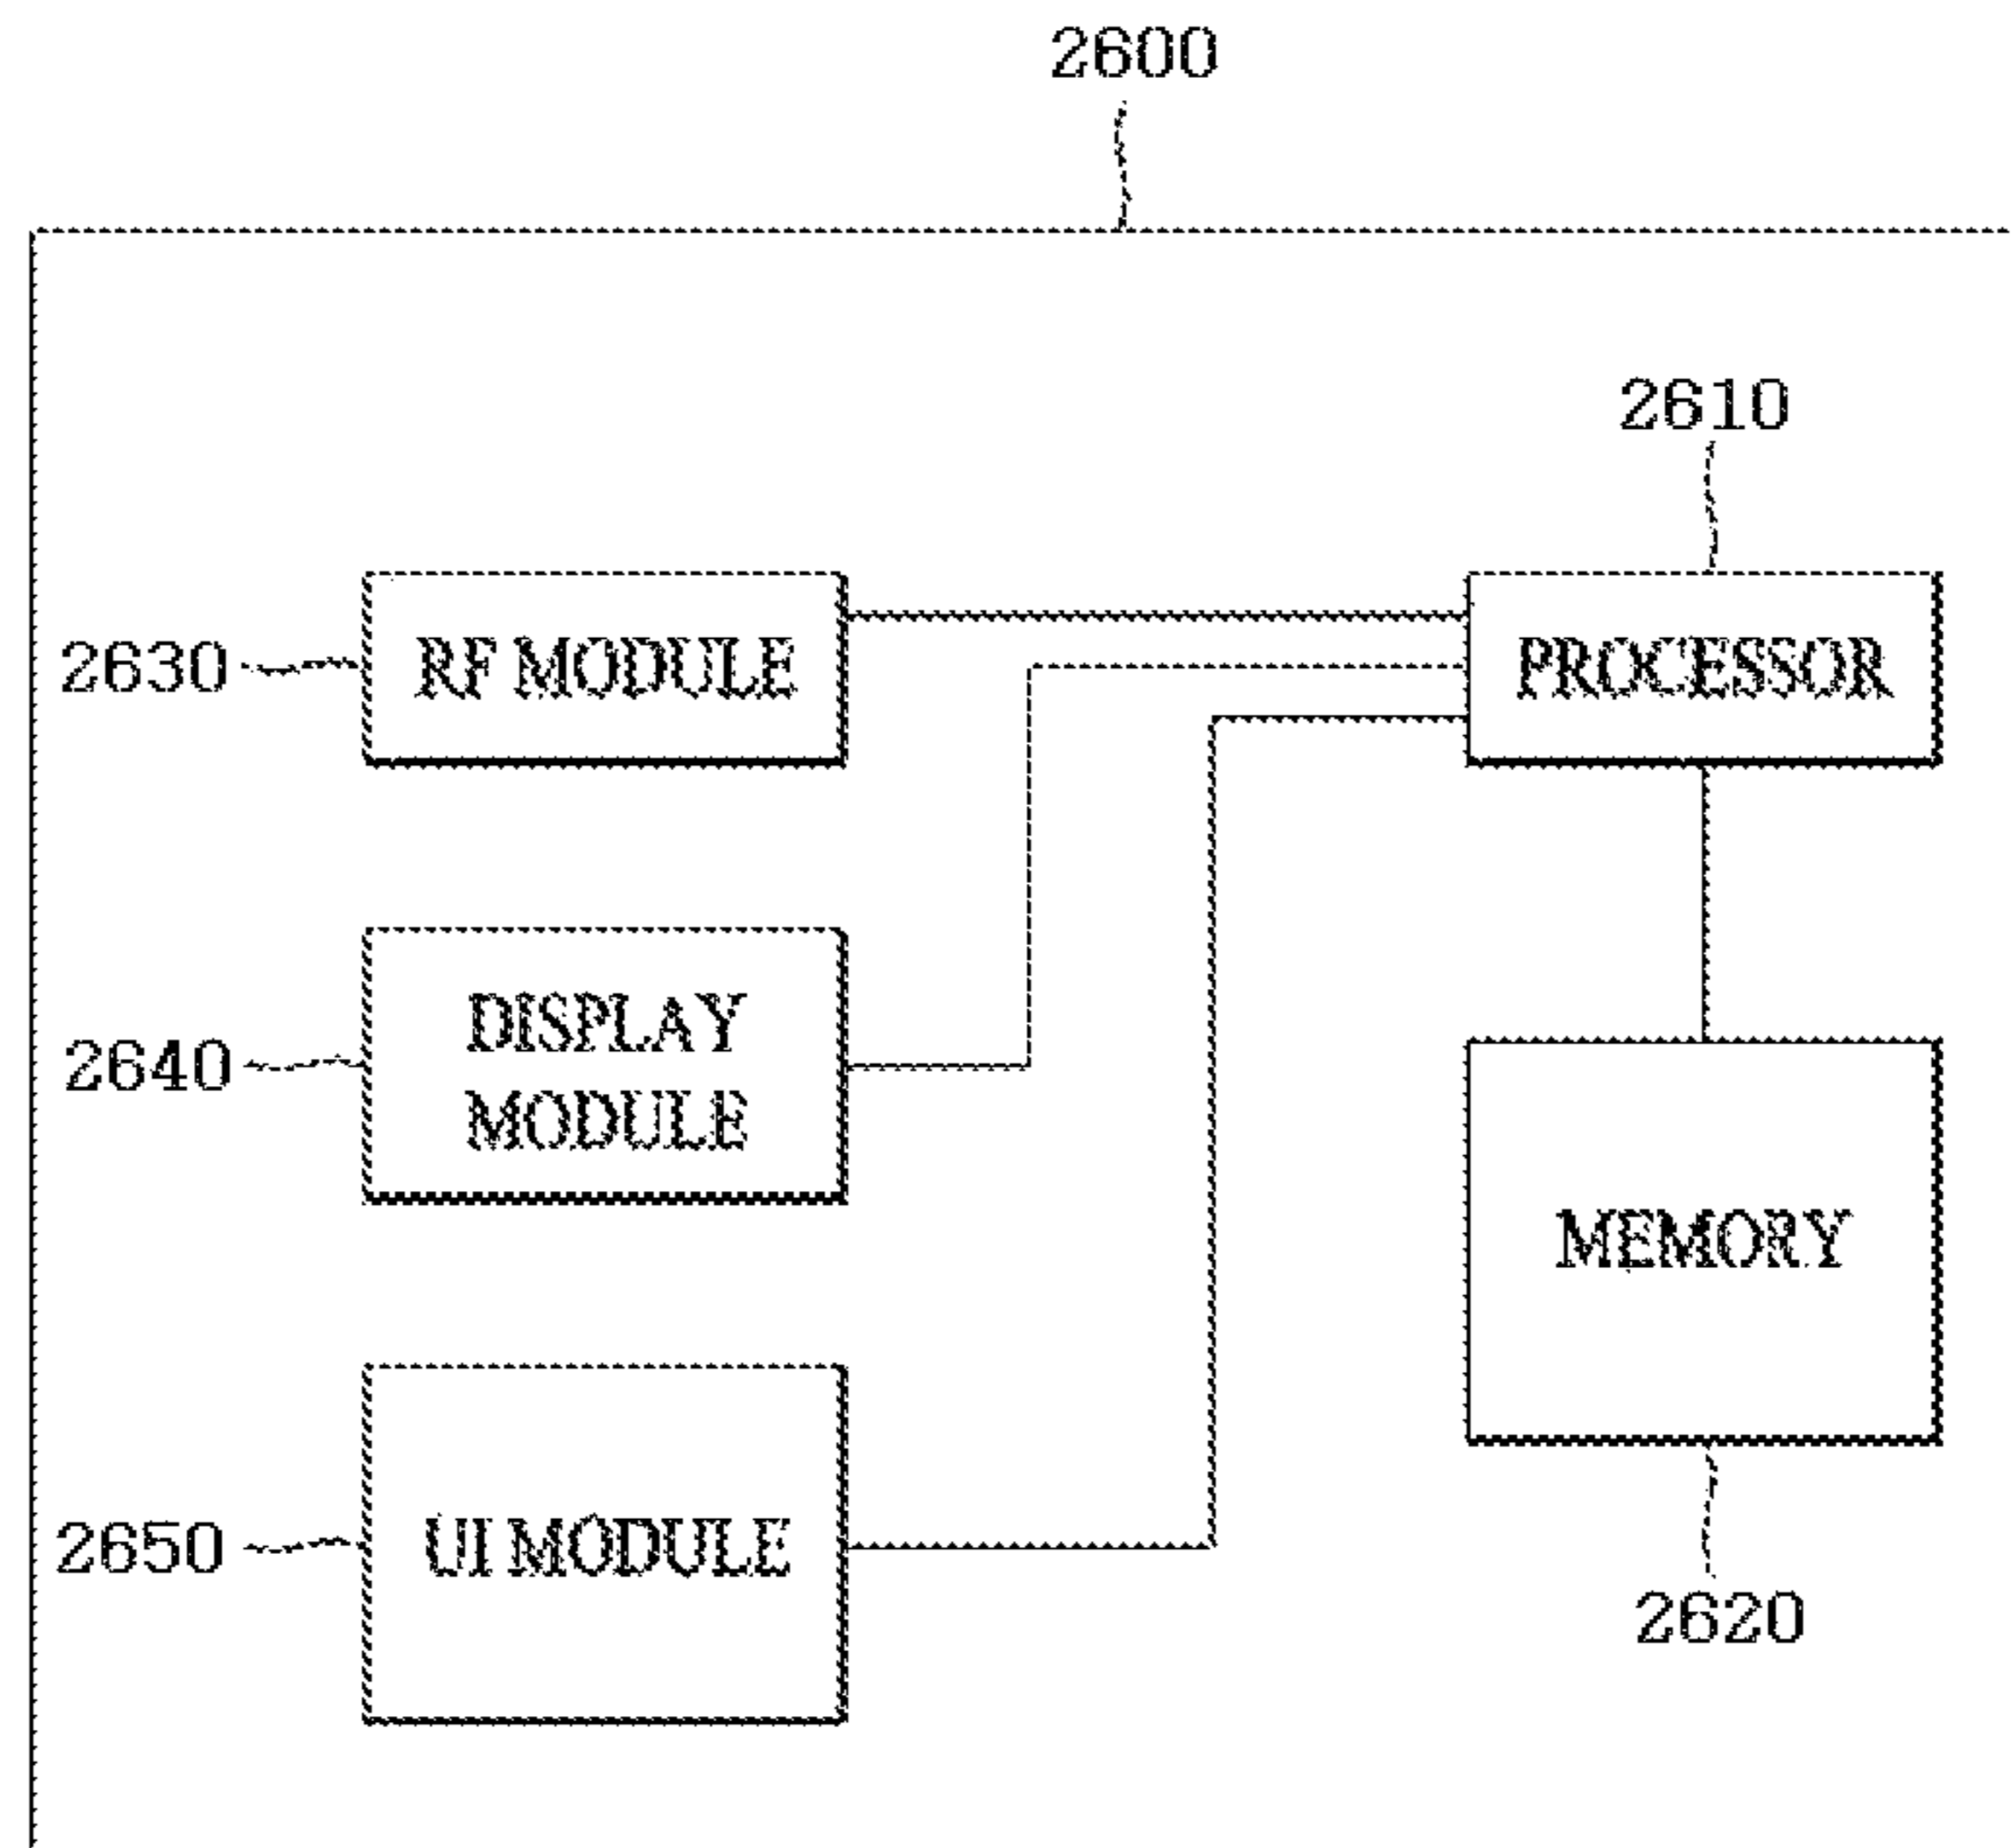 2600
2610
2630
RF MODULE
PROCESSOR
2640
DISPLAY
MODULE
MEMORY
2650
UI MODULE
2620